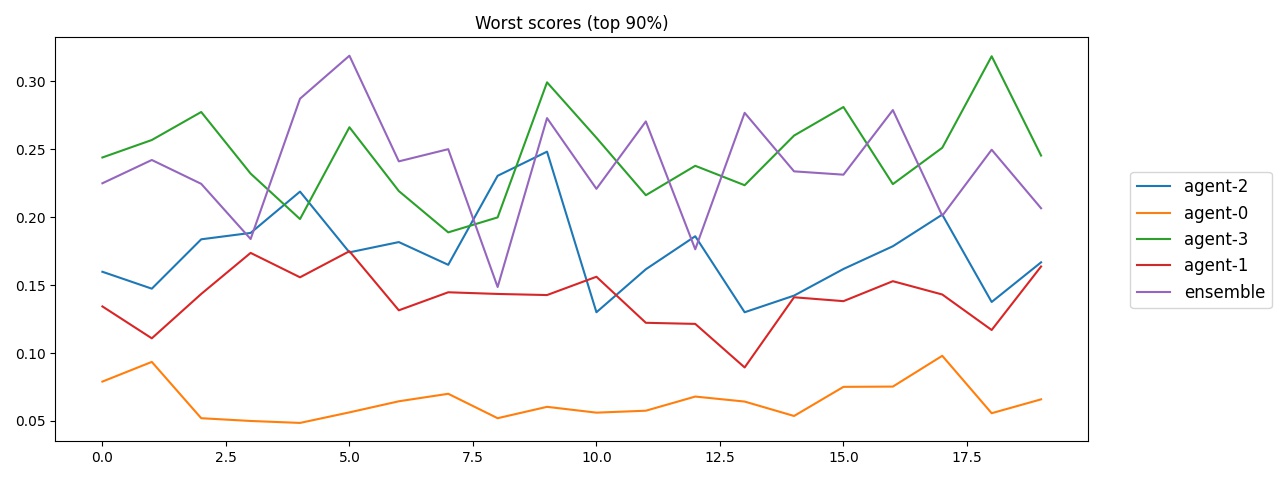 Worst scores (top 90%)
0.30
0.25
0.20
0.15
0.10
0.05
0.0 2.5 5.0 7.5 10.0 12.5 15.0 17.5
agent-2
agent-0
agent-3
agent-1
ensemble